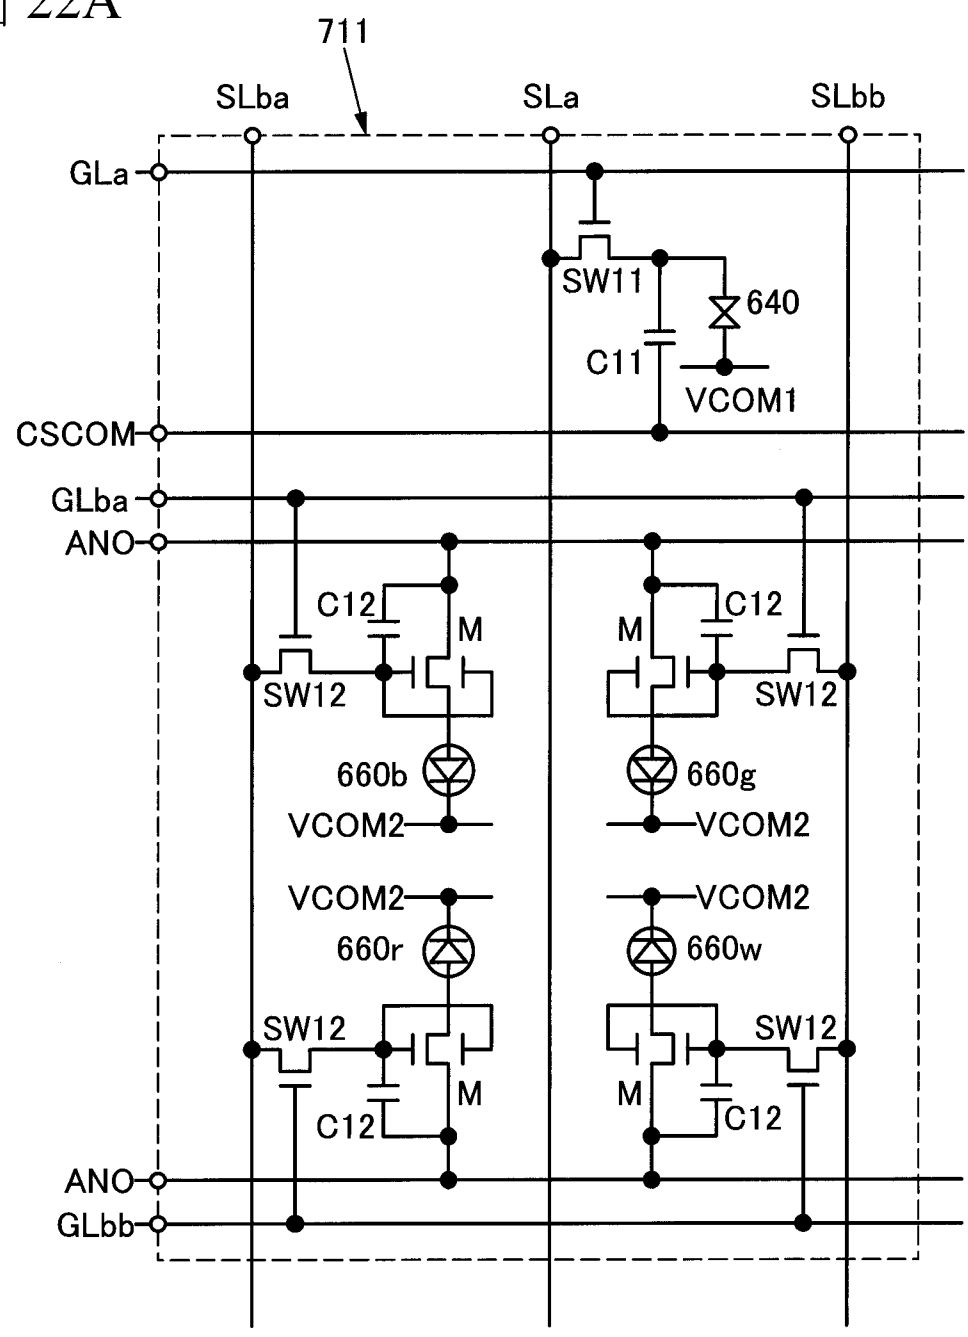 22A
711
SLba SLa SLbb
GLa
SW11
640
C11
VCOM1
CSCOM
GLba
ANO
C12 C12
M M
SW12 SW12
660b 660g
VCOM2 VCOM2
VCOM2 VCOM2
660r 660w
SW12 SW12
M M
C12 C12
ANO
GLbb